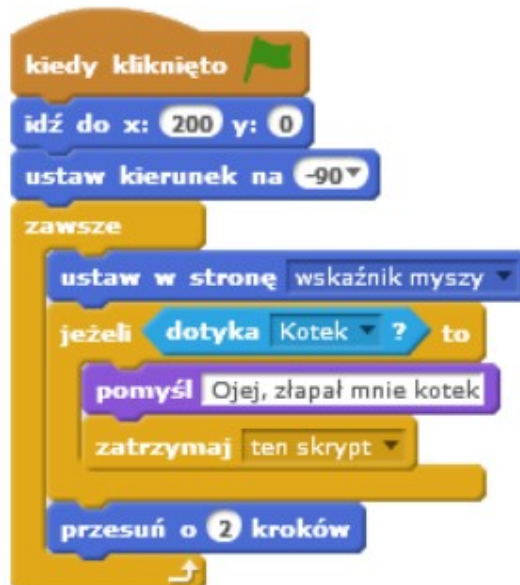 kiedy kliknięto
idź do x: 200 y: 0
ustaw kierunek na -90
zawsze
ustaw w stronę wskaźnik myszy
jeżeli dotyka Kotek ? to
pomyśl Ojej, złapał mnie kotek
zatrzymaj ten skrypt
przesuń o 2 kroków